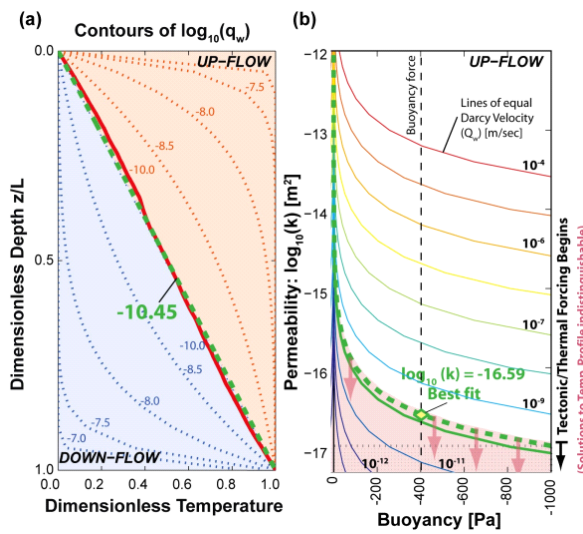 (a)
Contours of log10(qw)
0.0
0.5
1.0
Dimensionless Depth z/L
UP-FLOW
-7.5
-8.0
-8.5
-10.0
-10.45
-10.0
-8.5
-8.0
-7.5
-7.0
DOWN-FLOW
0.0 0.2 0.4 0.6 0.8 1.0
Dimensionless Temperature
(b)
-12
-13
-14
-15
-16
-17
Permeability: log10(k) [m2]
UP-FLOW
Buoyancy force
Lines of equal
Darcy Velocity
(Qw) [m/sec]
10-4
10-6
10-7
10-9
log10 (k) = -16.59
Best fit
10-12
10-11
0 -200 -400 -600 -800 -1000
Buoyancy [Pa]
Tectonic/Thermal Forcing Begins
(Solutions & Temp. Profile Indistinguishable)